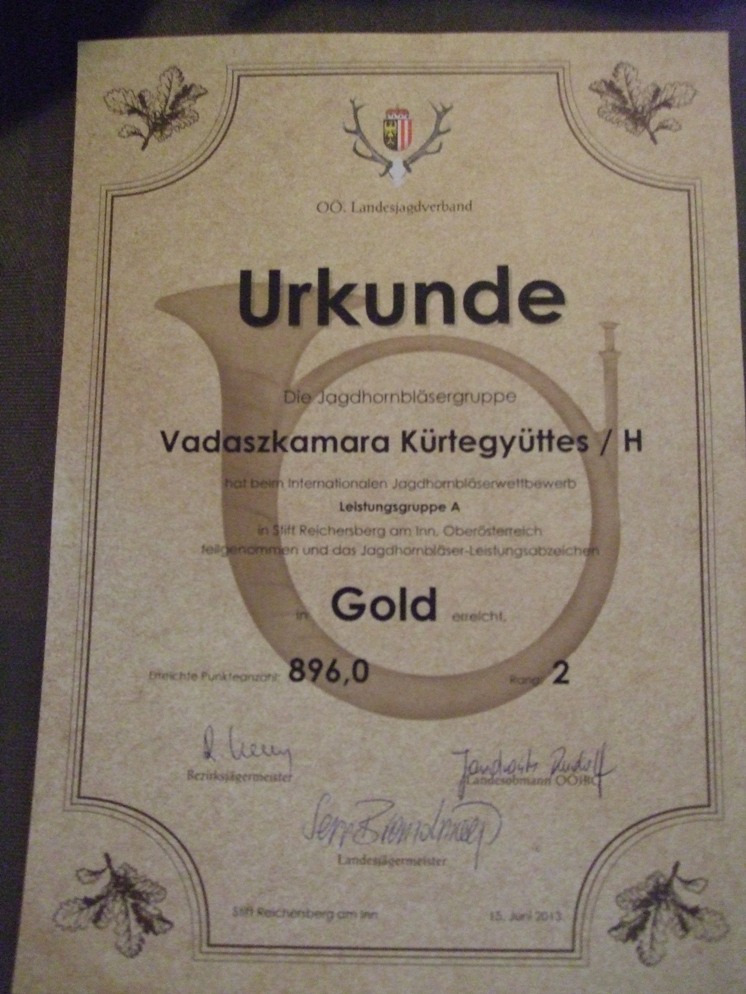 OÖ. Landesjagdverband
Urkunde
Die Jagdhornbläsergruppe
Vadaszkamara Kürtegyüttes / H
hat beim Internationalen Jagdhornbläserwettbewerb
Leistungsgruppe A
in Stift Reichersberg am Inn, Oberösterreich
teilgenommen und das Jagdhornbläser-Leistungsabzeichen
in Gold erreicht.
Erreichte Punkteanzahl: 896,0 Rang: 2
Bezirksjägermeister
Landesobmann OÖJBG
Landesjägermeister
Stift Reichersberg am Inn 15. Juni 2013